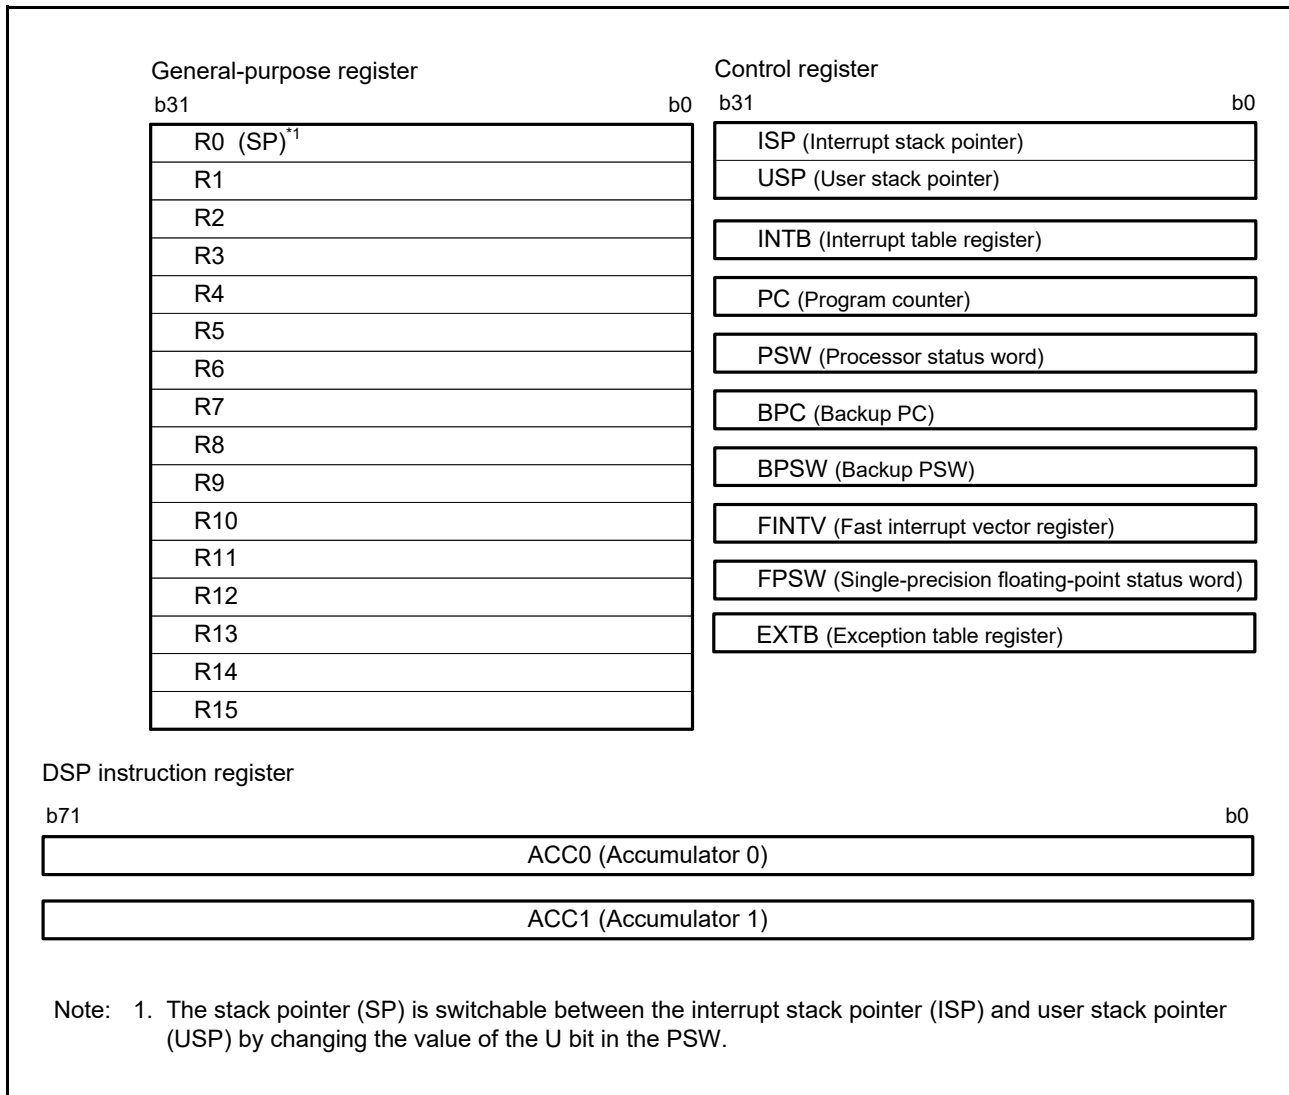 General-purpose register
b31 b0
R0 (SP)*1
R1
R2
R3
R4
R5
R6
R7
R8
R9
R10
R11
R12
R13
R14
R15
Control register
b31 b0
ISP (Interrupt stack pointer)
USP (User stack pointer)
INTB (Interrupt table register)
PC (Program counter)
PSW (Processor status word)
BPC (Backup PC)
BPSW (Backup PSW)
FINTV (Fast interrupt vector register)
FPSW (Single-precision floating-point status word)
EXTB (Exception table register)
DSP instruction register
b71 b0
ACC0 (Accumulator 0)
ACC1 (Accumulator 1)
Note: 1. The stack pointer (SP) is switchable between the interrupt stack pointer (ISP) and user stack pointer
(USP) by changing the value of the U bit in the PSW.